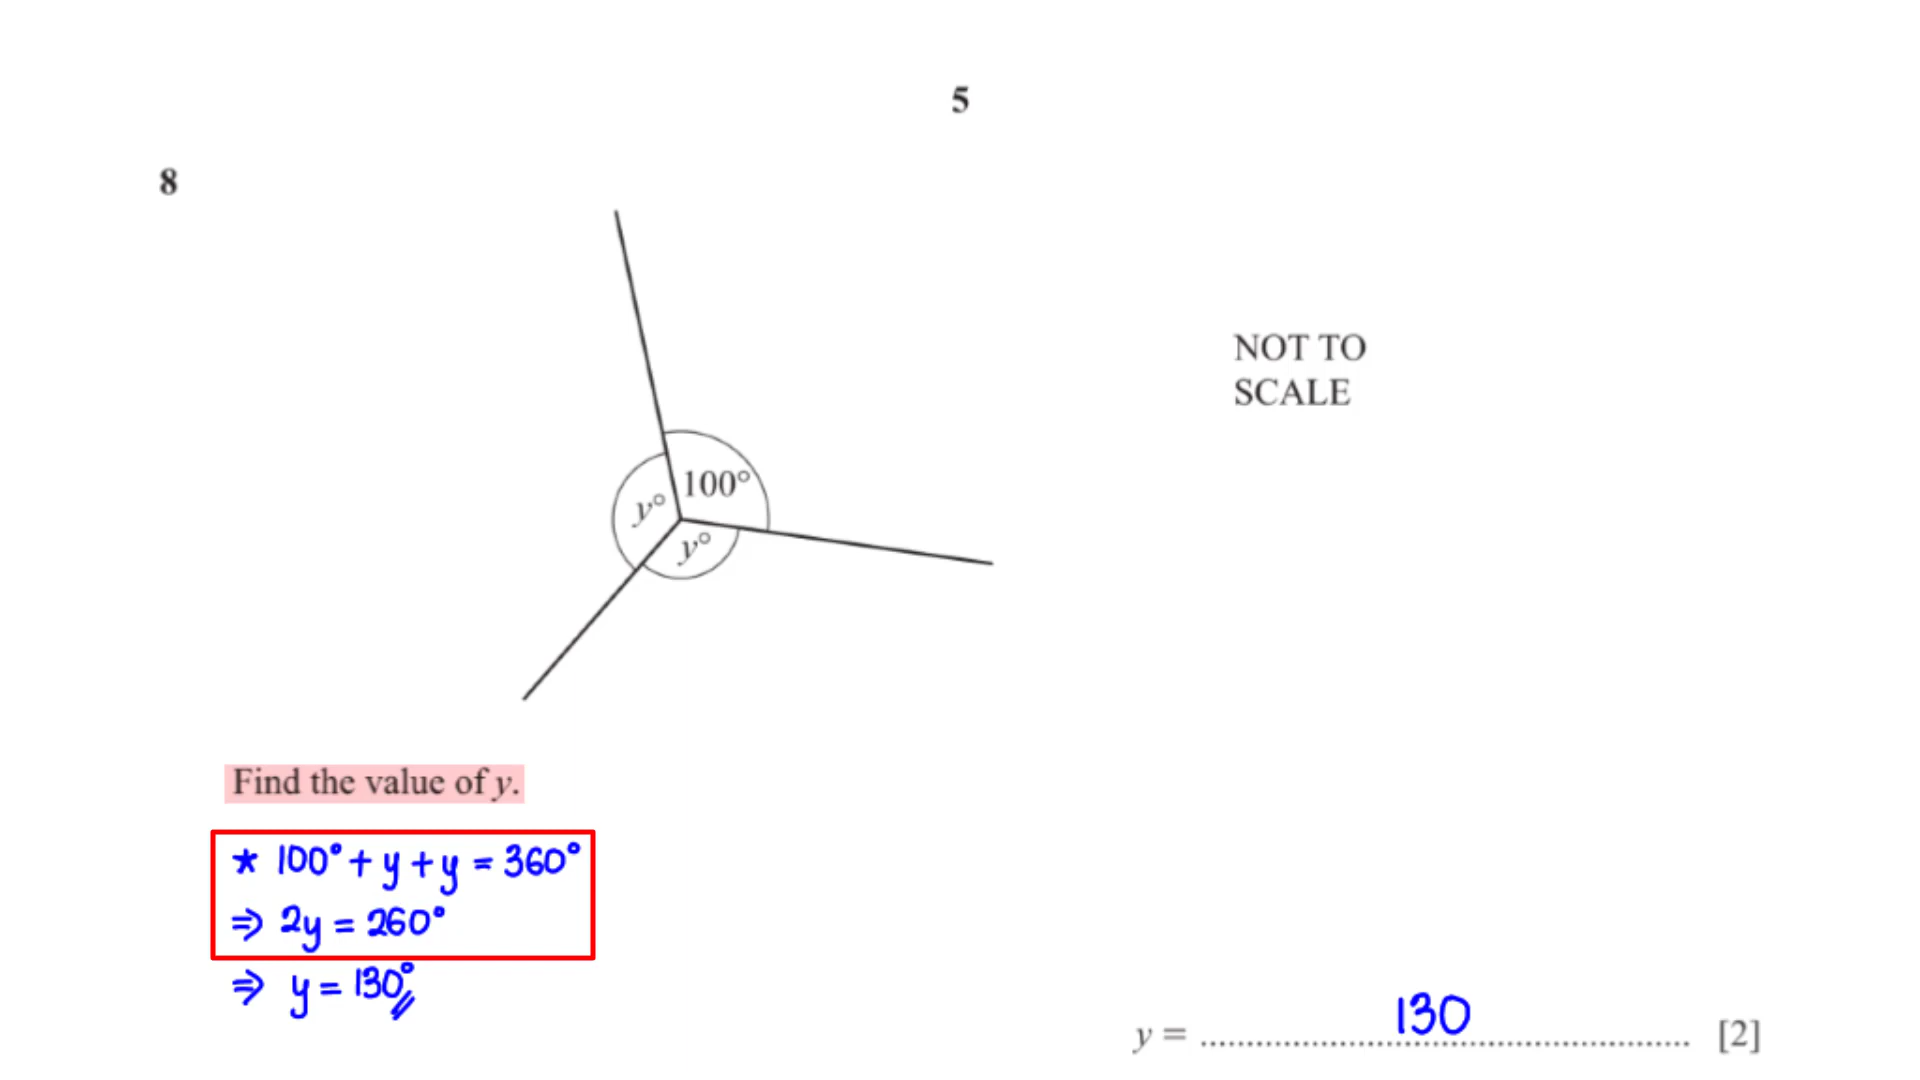 5
8
100°
y°
y°
NOT TO
SCALE
Find the value of y.
* 100° + y + y = 360°
⇒ 2y = 260°
⇒ y = 130°
y = 130 [2]